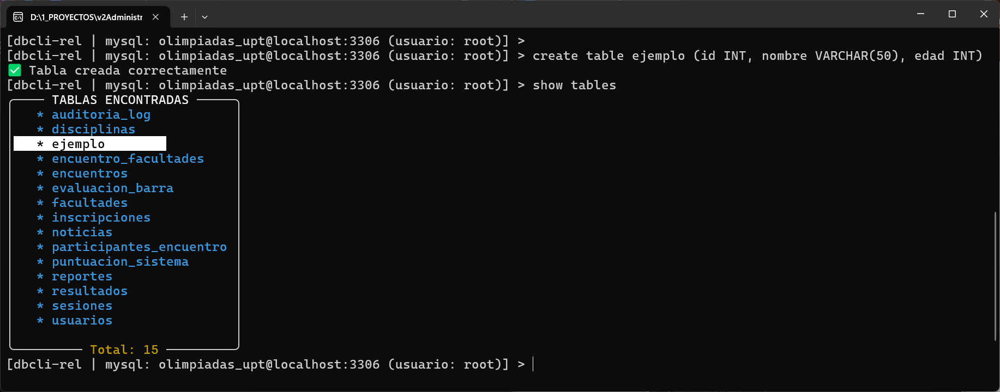 D:\1_PROYECTOS\v2Administr
[dbcli-rel | mysql: olimpiadas_upt@localhost:3306 (usuario: root)] >
[dbcli-rel | mysql: olimpiadas_upt@localhost:3306 (usuario: root)] > create table ejemplo (id INT, nombre VARCHAR(50), edad INT)
✅ Tabla creada correctamente
[dbcli-rel | mysql: olimpiadas_upt@localhost:3306 (usuario: root)] > show tables
TABLAS ENCONTRADAS
* auditoria_log
* disciplinas
* ejemplo
* encuentro_facultades
* encuentros
* evaluacion_barra
* facultades
* inscripciones
* noticias
* participantes_encuentro
* puntuacion_sistema
* reportes
* resultados
* sesiones
* usuarios
Total: 15
[dbcli-rel | mysql: olimpiadas_upt@localhost:3306 (usuario: root)] >